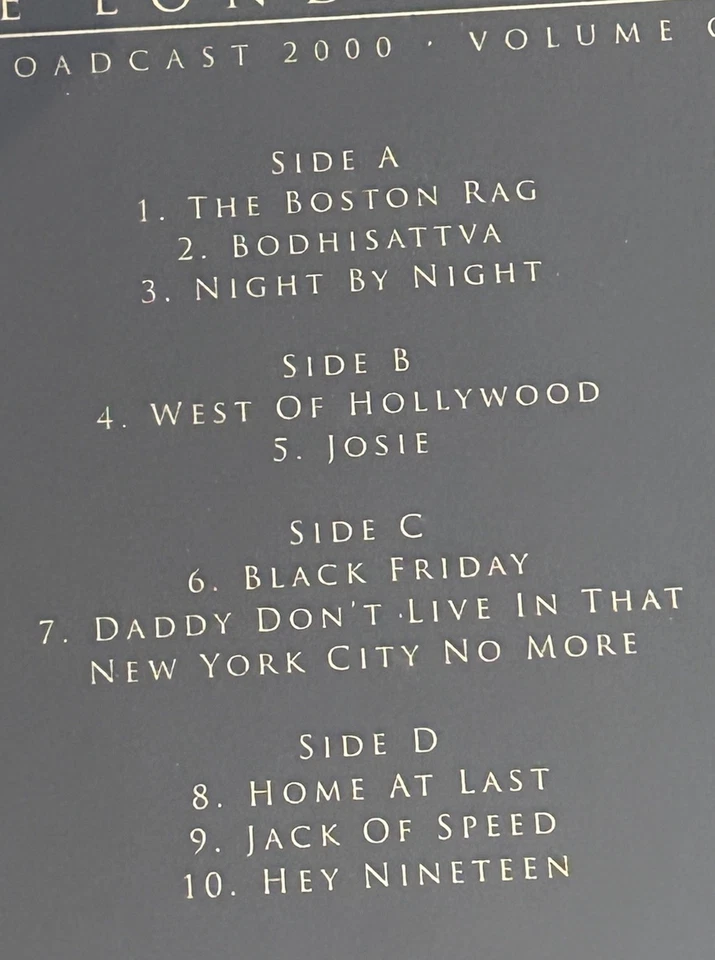 OADCAST 2000 · VOLUME
SIDE A
1. THE BOSTON RAG
2. BODHISATTVA
3. NIGHT BY NIGHT
SIDE B
4. WEST OF HOLLYWOOD
5. JOSIE
SIDE C
6. BLACK FRIDAY
7. DADDY DON'T LIVE IN THAT
NEW YORK CITY NO MORE
SIDE D
8. HOME AT LAST
9. JACK OF SPEED
10. HEY NINETEEN